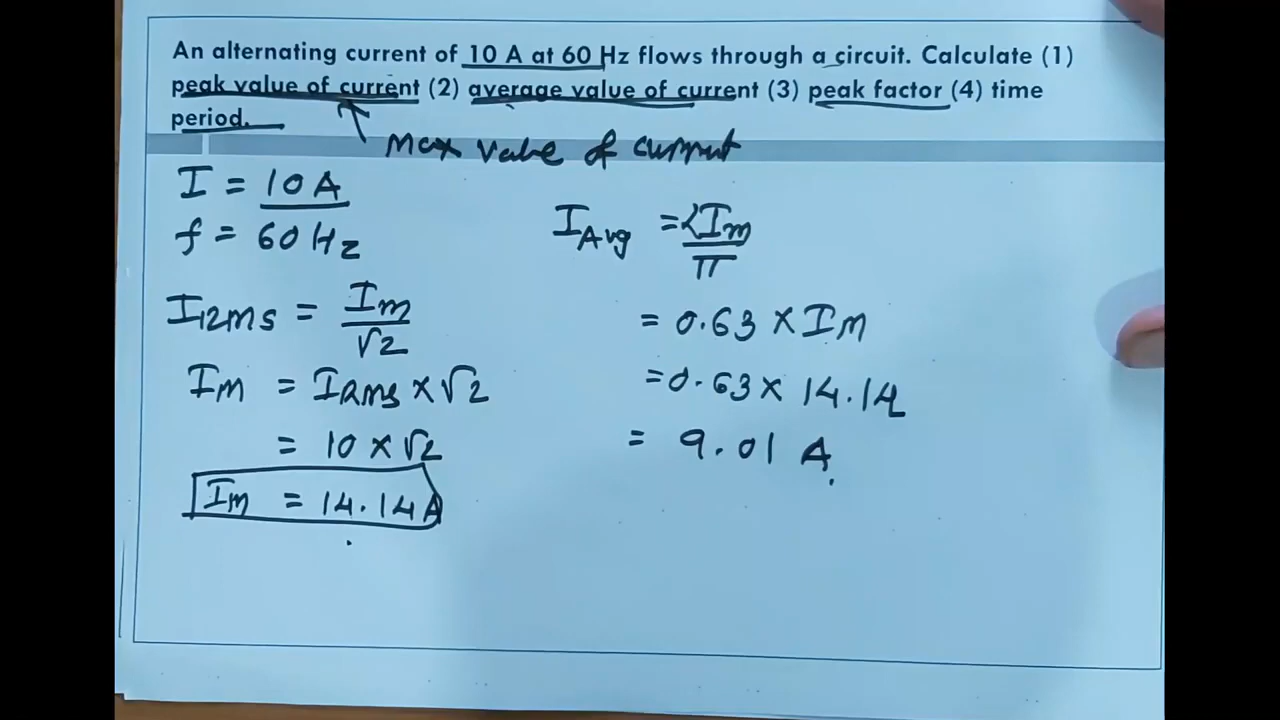 An alternating current of 10 A at 60 Hz flows through a circuit. Calculate (1)
peak value of current (2) average value of current (3) peak factor (4) time
period.
Max value of current
I = 10 A
f = 60 Hz
IRMS = Im/√2
Im = IRMS × √2
= 10 × √2
Im = 14.14A
IAvg = 2Im/π
= 0.63 × Im
= 0.63 × 14.14
= 9.01 A